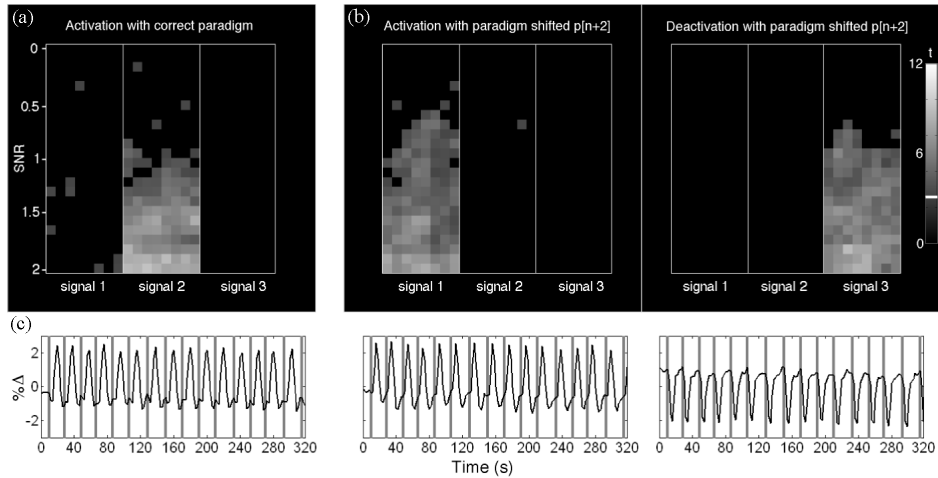 (a) Activation with correct paradigm
(b) Activation with paradigm shifted p[n+2]
Deactivation with paradigm shifted p[n+2]
SNR
0
0.5
1
1.5
2
signal 1 signal 2 signal 3
signal 1 signal 2 signal 3
signal 1 signal 2 signal 3
t
12
6
0
(c)
%Δ
2
0
-2
0 40 80 120 160 200 240 280 320
0 40 80 120 160 200 240 280 320
0 40 80 120 160 200 240 280 320
Time (s)